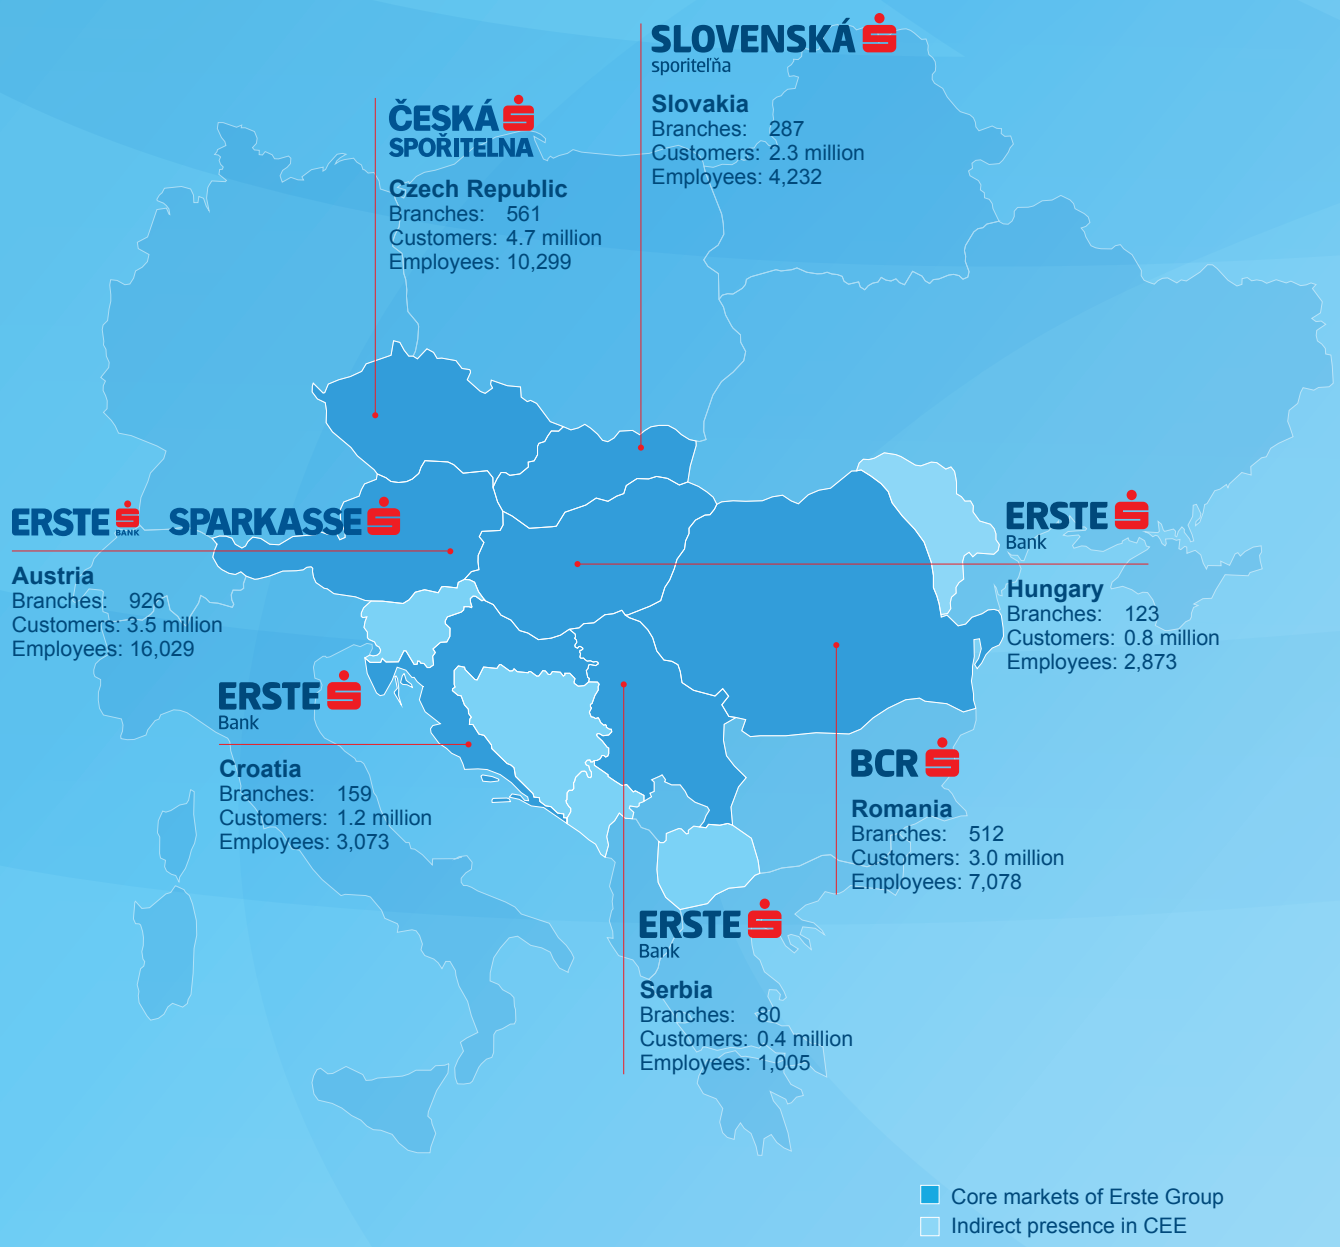 SLOVENSKÁ
sporiteľňa
Slovakia
Branches: 287
Customers: 2.3 million
Employees: 4,232
ČESKÁ
SPOŘITELNA
Czech Republic
Branches: 561
Customers: 4.7 million
Employees: 10,299
ERSTE BANK SPARKASSE
Austria
Branches: 926
Customers: 3.5 million
Employees: 16,029
ERSTE
Bank
Hungary
Branches: 123
Customers: 0.8 million
Employees: 2,873
ERSTE
Bank
Croatia
Branches: 159
Customers: 1.2 million
Employees: 3,073
BCR
Romania
Branches: 512
Customers: 3.0 million
Employees: 7,078
ERSTE
Bank
Serbia
Branches: 80
Customers: 0.4 million
Employees: 1,005
Core markets of Erste Group
Indirect presence in CEE